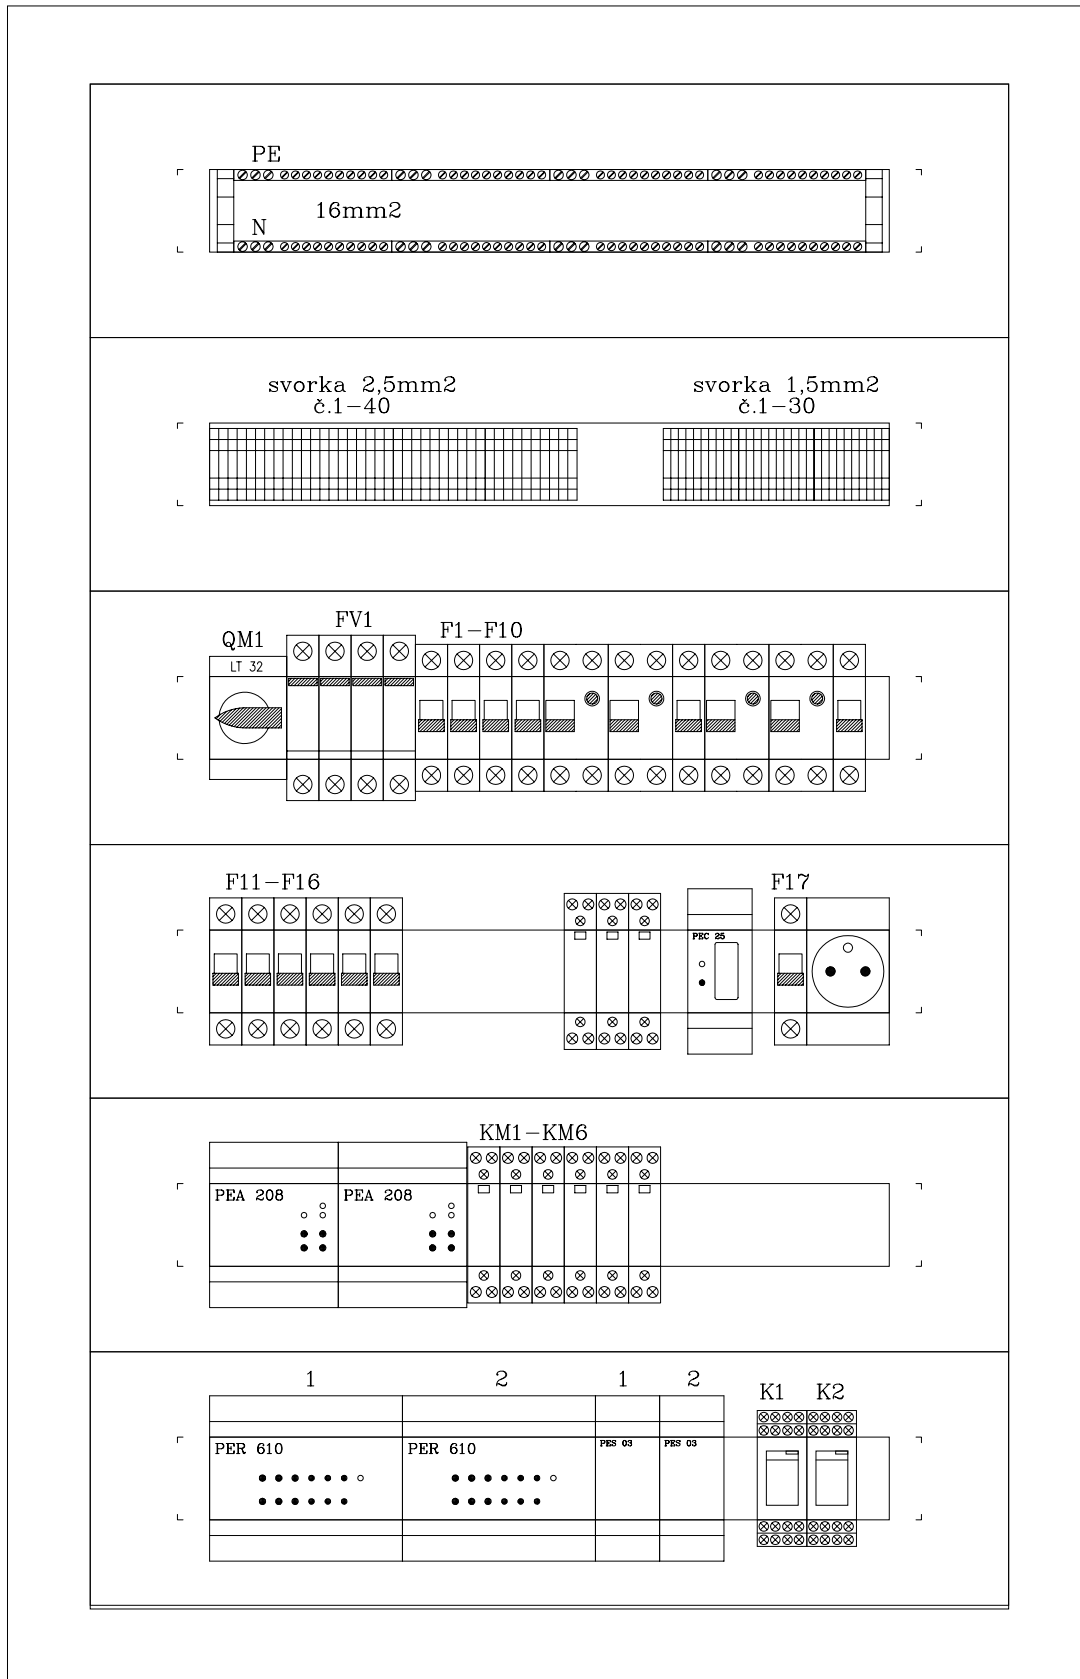 PE
16mm2
N
svorka 2,5mm2
č.1-40
svorka 1,5mm2
č.1-30
QM1
LT 32
FV1
F1-F10
F11-F16
PEC 25
F17
KM1-KM6
PEA 208
PEA 208
1
2
1
2
K1
K2
PER 610
PER 610
PES 03
PES 03